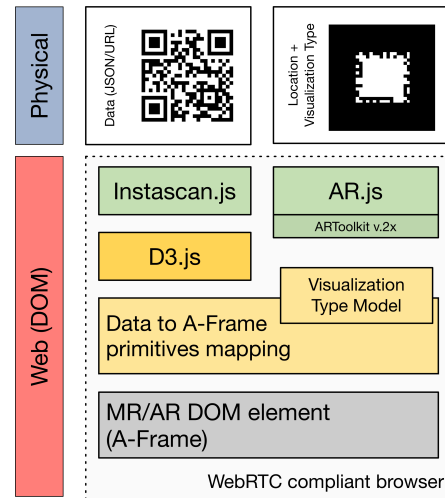 Physical
Data (JSON/URL)
Location +
Visualization Type
Web (DOM)
Instascan.js
AR.js
ARToolkit v.2x
D3.js
Visualization
Type Model
Data to A-Frame
primitives mapping
MR/AR DOM element
(A-Frame)
WebRTC compliant browser